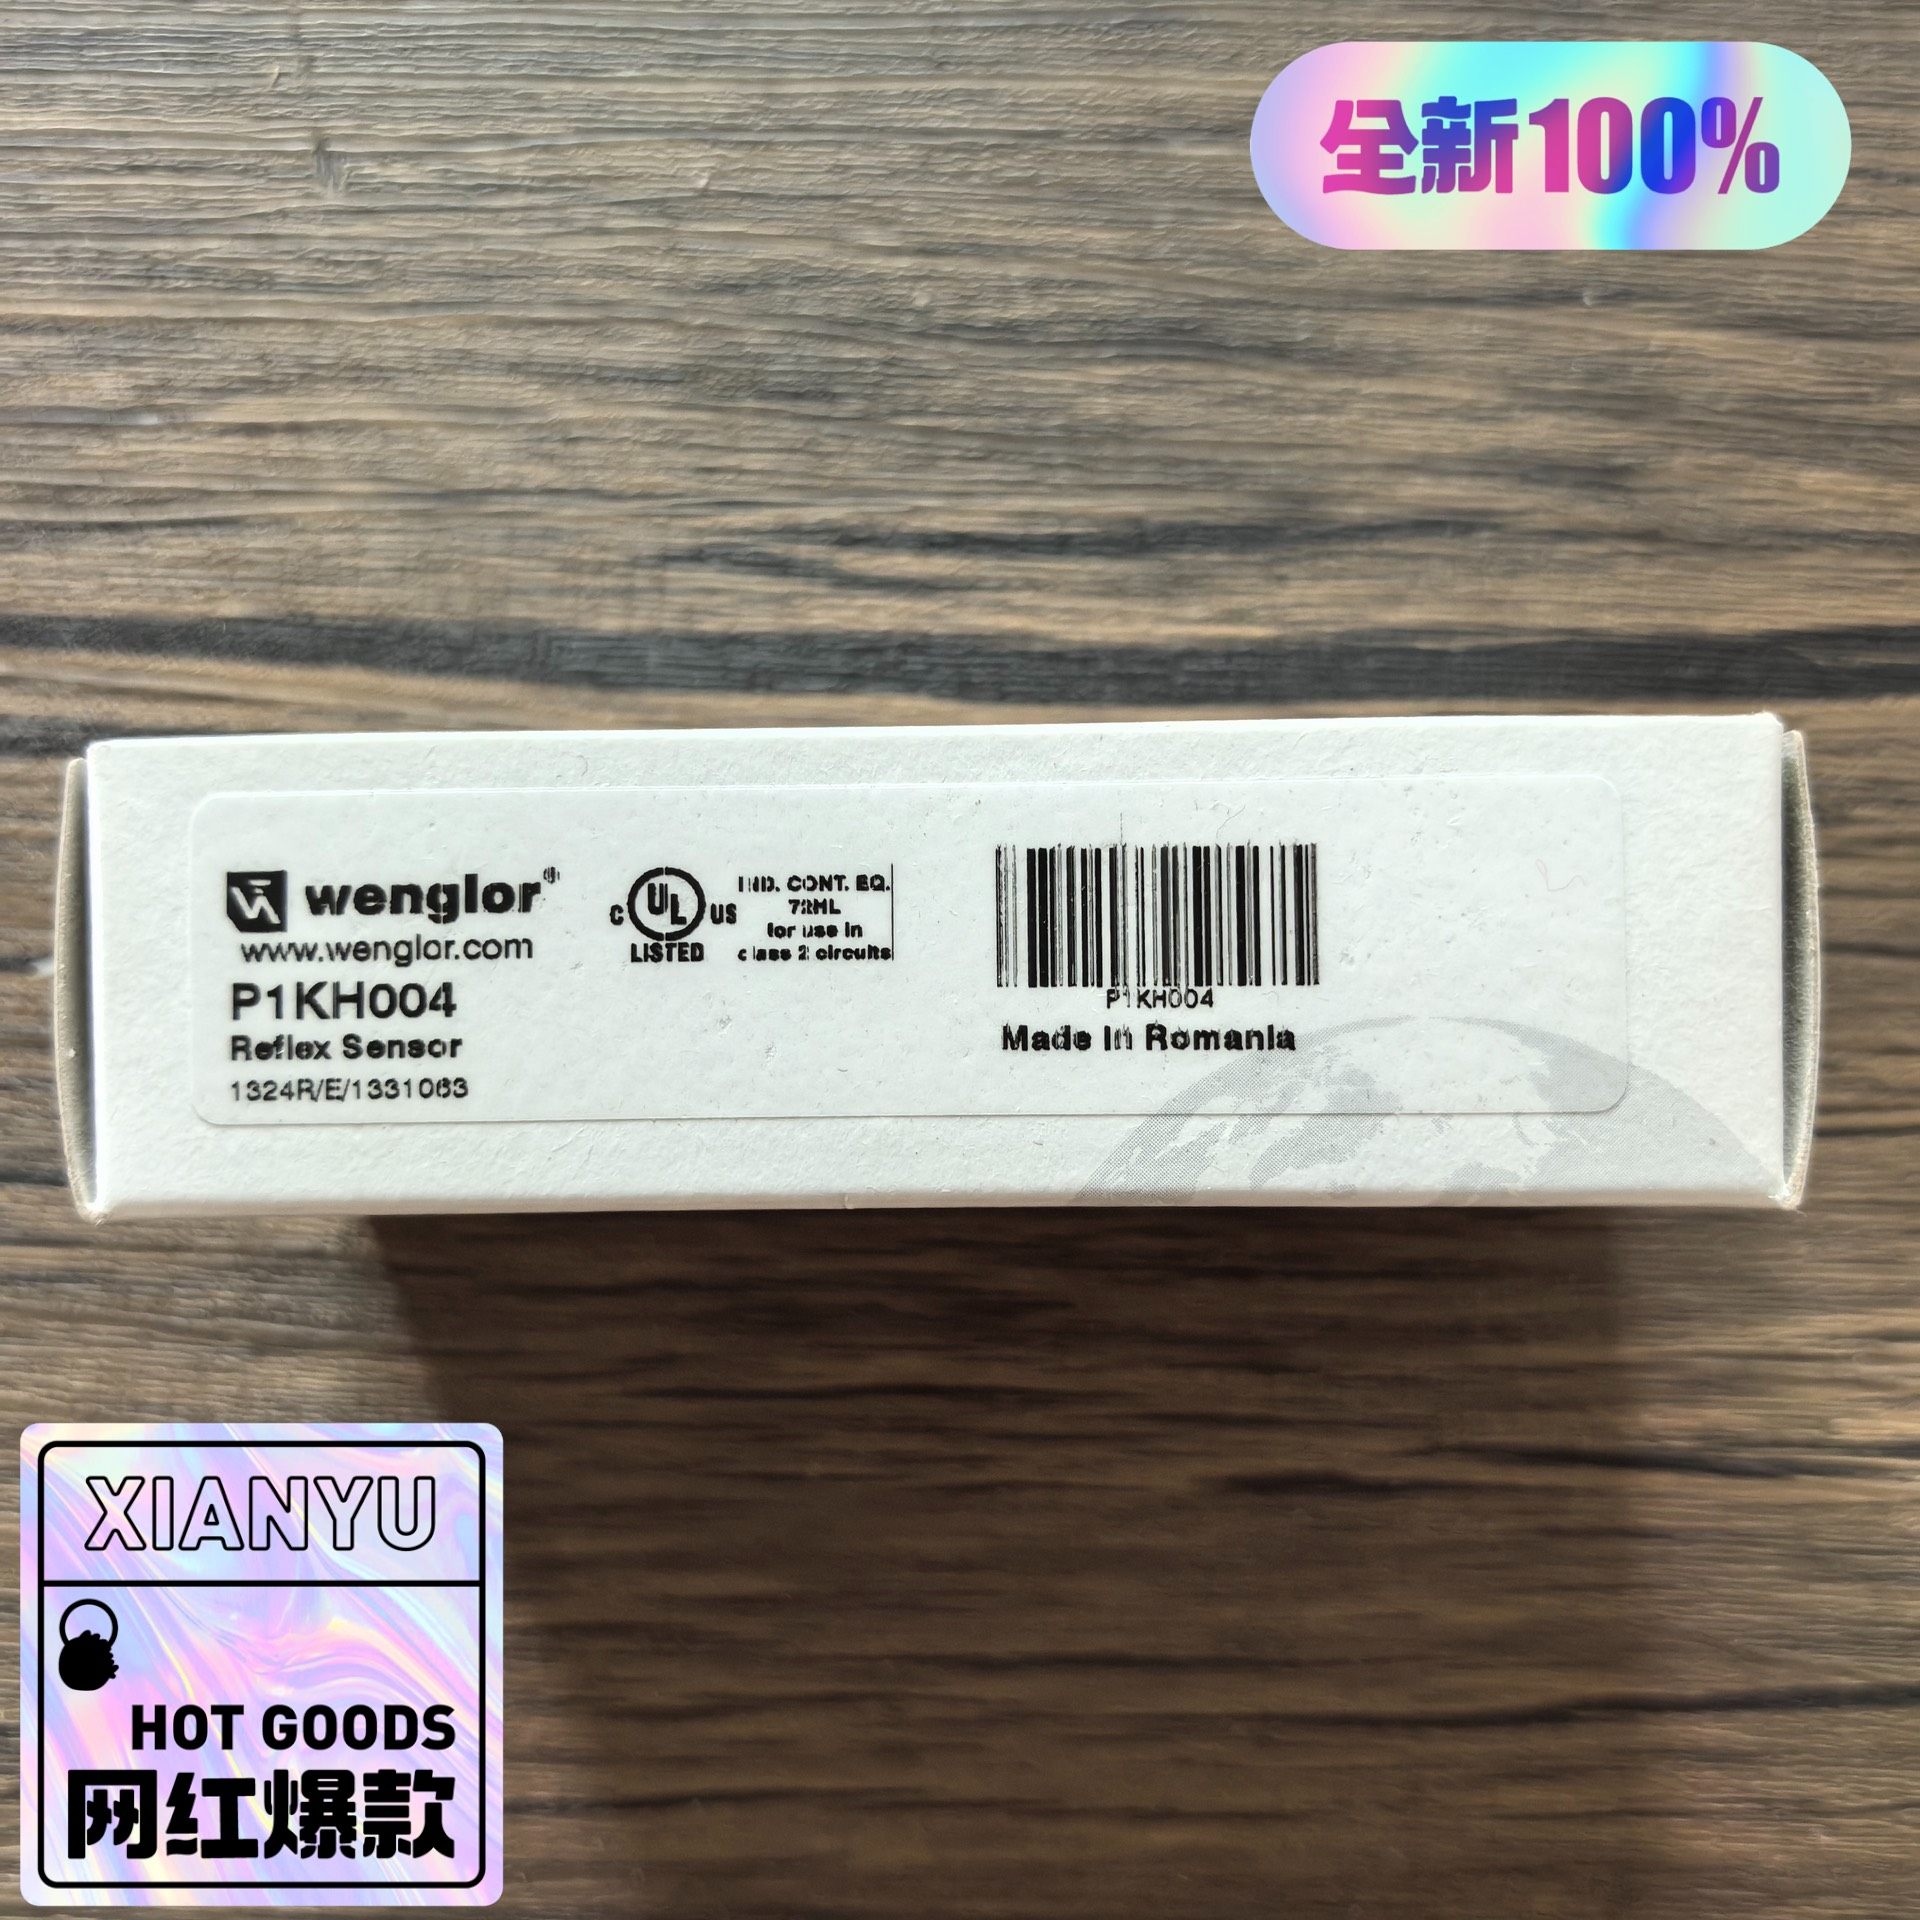 全新100%
wenglor®
www.wenglor.com
P1KH004
Reflex Sensor
1324R/E/1331063
C UL US
LISTED
IND. CONT. EQ.
72ML
for use in
class 2 circuits
P1KH004
Made in Romania
XIANYU
HOT GOODS
网红爆款